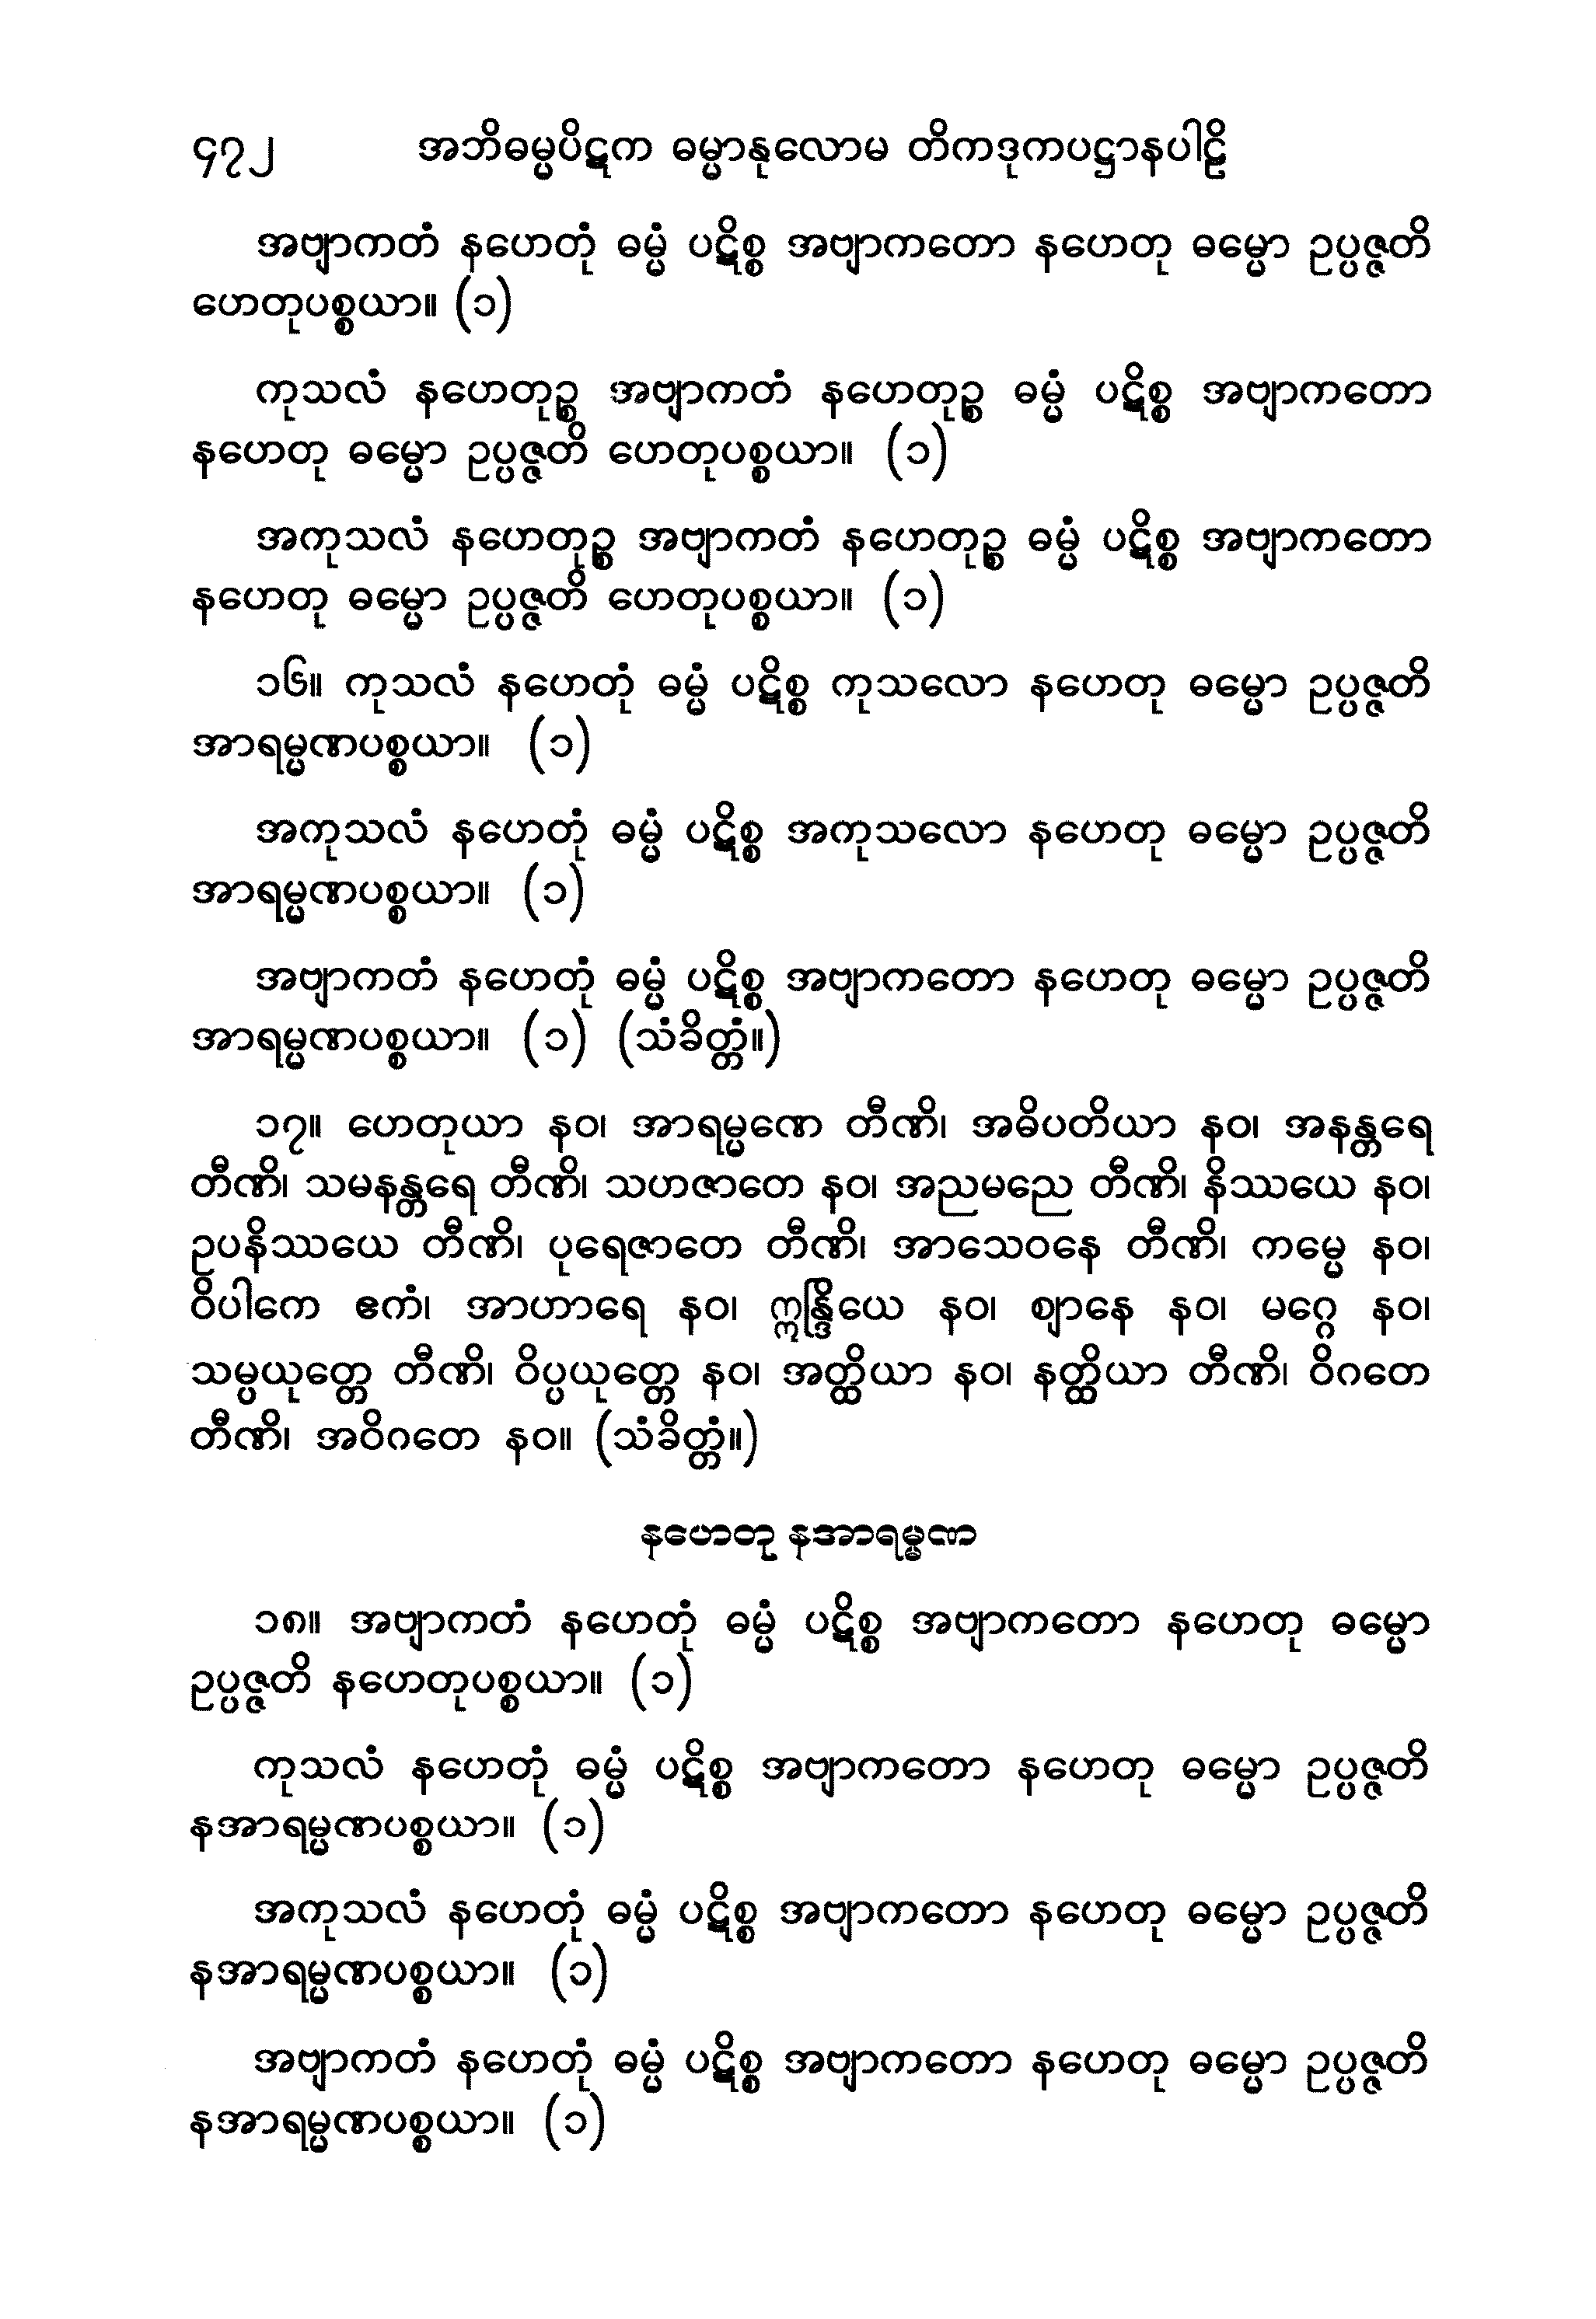 ၄၇၂ အဘိဓမ္မပိဋက ဓမ္မာနုလောမ တိကဒုကပဋ္ဌာနပါဠိ
အဗျာကတံ နဟေတုံ ဓမ္မံ ပဋိစ္စ အဗျာကတော နဟေတု ဓမ္မော ဥပ္ပဇ္ဇတိ
ဟေတုပစ္စယာ။ (၁)
ကုသလံ နဟေတုဉ္စ အဗျာကတံ နဟေတုဉ္စ ဓမ္မံ ပဋိစ္စ အဗျာကတော
နဟေတု ဓမ္မော ဥပ္ပဇ္ဇတိ ဟေတုပစ္စယာ။ (၁)
အကုသလံ နဟေတုဉ္စ အဗျာကတံ နဟေတုဉ္စ ဓမ္မံ ပဋိစ္စ အဗျာကတော
နဟေတု ဓမ္မော ဥပ္ပဇ္ဇတိ ဟေတုပစ္စယာ။ (၁)
၁၆။ ကုသလံ နဟေတုံ ဓမ္မံ ပဋိစ္စ ကုသလော နဟေတု ဓမ္မော ဥပ္ပဇ္ဇတိ
အာရမ္မဏပစ္စယာ။ (၁)
အကုသလံ နဟေတုံ ဓမ္မံ ပဋိစ္စ အကုသလော နဟေတု ဓမ္မော ဥပ္ပဇ္ဇတိ
အာရမ္မဏပစ္စယာ။ (၁)
အဗျာကတံ နဟေတုံ ဓမ္မံ ပဋိစ္စ အဗျာကတော နဟေတု ဓမ္မော ဥပ္ပဇ္ဇတိ
အာရမ္မဏပစ္စယာ။ (၁) (သံခိတ္တံ။)
၁၇။ ဟေတုယာ နဝ၊ အာရမ္မဏေ တီဏိ၊ အဓိပတိယာ နဝ၊ အနန္တရေ
တီဏိ၊ သမနန္တရေ တီဏိ၊ သဟဇာတေ နဝ၊ အညမညေ တီဏိ၊ နိဿယေ နဝ၊
ဥပနိဿယေ တီဏိ၊ ပုရေဇာတေ တီဏိ၊ အာသေဝနေ တီဏိ၊ ကမ္မေ နဝ၊
ဝိပါကေ ဧကံ၊ အာဟာရေ နဝ၊ ဣန္ဒြိယေ နဝ၊ ဈာနေ နဝ၊ မဂ္ဂေ နဝ၊
သမ္ပယုတ္တေ တီဏိ၊ ဝိပ္ပယုတ္တေ နဝ၊ အတ္ထိယာ နဝ၊ နတ္ထိယာ တီဏိ၊ ဝိဂတေ
တီဏိ၊ အဝိဂတေ နဝ။ (သံခိတ္တံ။)
နဟေတု နအာရမ္မဏ
၁၈။ အဗျာကတံ နဟေတုံ ဓမ္မံ ပဋိစ္စ အဗျာကတော နဟေတု ဓမ္မော
ဥပ္ပဇ္ဇတိ နဟေတုပစ္စယာ။ (၁)
ကုသလံ နဟေတုံ ဓမ္မံ ပဋိစ္စ အဗျာကတော နဟေတု ဓမ္မော ဥပ္ပဇ္ဇတိ
နအာရမ္မဏပစ္စယာ။ (၁)
အကုသလံ နဟေတုံ ဓမ္မံ ပဋိစ္စ အဗျာကတော နဟေတု ဓမ္မော ဥပ္ပဇ္ဇတိ
နအာရမ္မဏပစ္စယာ။ (၁)
အဗျာကတံ နဟေတုံ ဓမ္မံ ပဋိစ္စ အဗျာကတော နဟေတု ဓမ္မော ဥပ္ပဇ္ဇတိ
နအာရမ္မဏပစ္စယာ။ (၁)